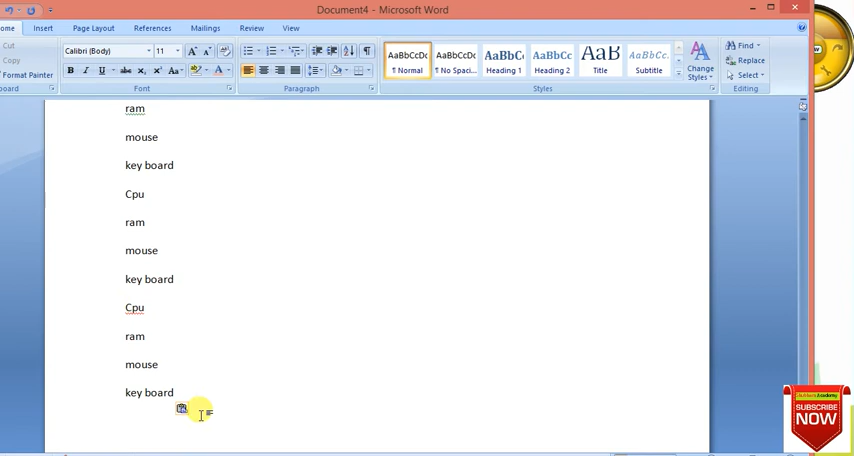 Document4 - Microsoft Word
ome Insert Page Layout References Mailings Review View
Cut
Copy
Format Painter
board
Calibri (Body) 11
Font
Paragraph
AaBbCcDc AaBbCcDc AaBbC AaBbCc AaB AaBbCc.
¶ Normal ¶ No Spaci... Heading 1 Heading 2 Title Subtitle
Change
Styles
Styles
Find
Replace
Select
Editing
ram
mouse
key board
Cpu
ram
mouse
key board
Cpu
ram
mouse
key board
SUBSCRIBE
NOW